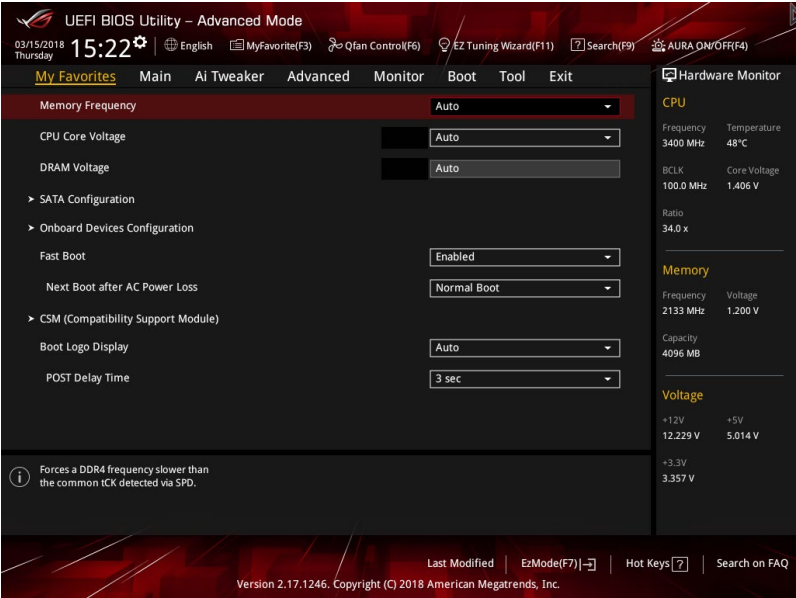 UEFI BIOS Utility – Advanced Mode
03/15/2018
Thursday
15:22
English
MyFavorite(F3)
Qfan Control(F6)
EZ Tuning Wizard(F11)
? Search(F9)
AURA ON/OFF(F4)
My Favorites Main Ai Tweaker Advanced Monitor Boot Tool Exit
Hardware Monitor
Memory Frequency Auto
CPU Core Voltage Auto
DRAM Voltage Auto
> SATA Configuration
> Onboard Devices Configuration
Fast Boot Enabled
Next Boot after AC Power Loss Normal Boot
> CSM (Compatibility Support Module)
Boot Logo Display Auto
POST Delay Time 3 sec
i Forces a DDR4 frequency slower than
the common tCK detected via SPD.
CPU
Frequency Temperature
3400 MHz 48°C
BCLK Core Voltage
100.0 MHz 1.406 V
Ratio
34.0 x
Memory
Frequency Voltage
2133 MHz 1.200 V
Capacity
4096 MB
Voltage
+12V +5V
12.229 V 5.014 V
+3.3V
3.357 V
Last Modified | EzMode(F7) | Hot Keys ? | Search on FAQ
Version 2.17.1246. Copyright (C) 2018 American Megatrends, Inc.